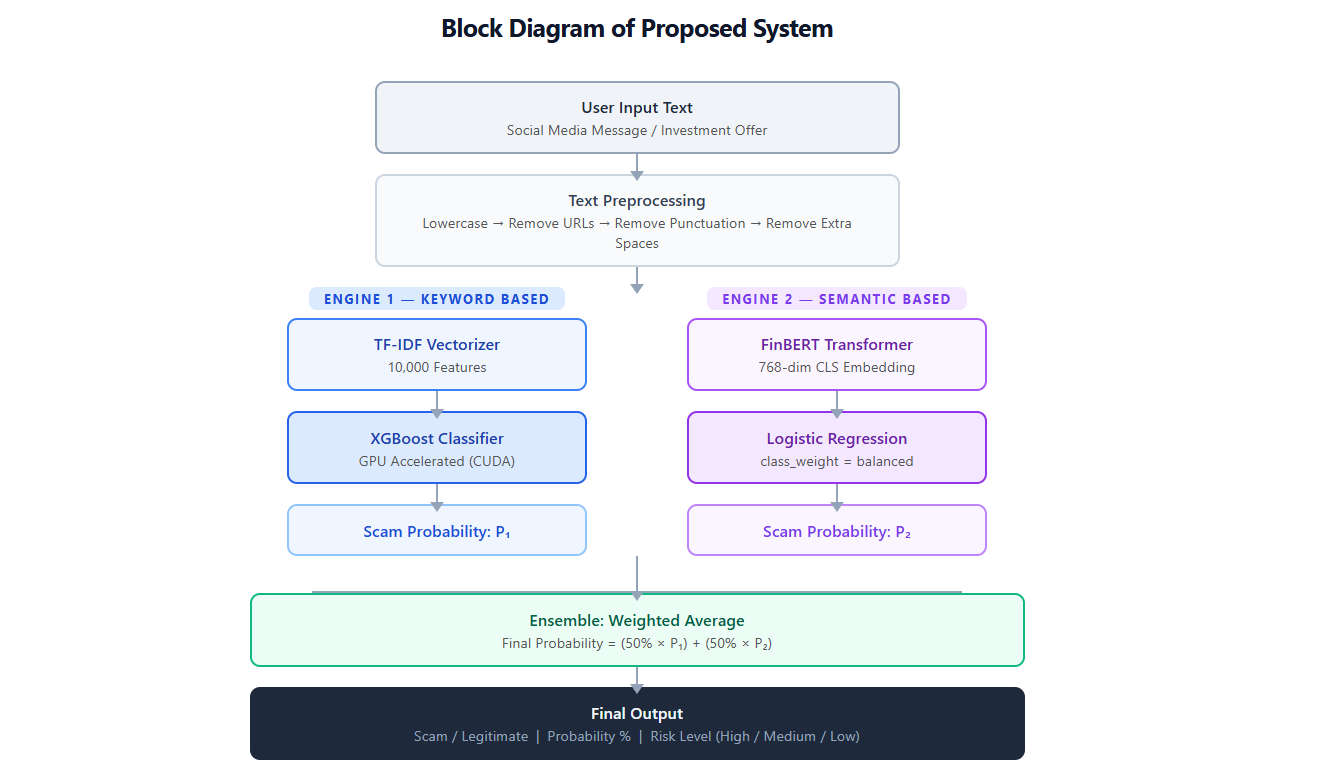 Block Diagram of Proposed System
User Input Text
Social Media Message / Investment Offer
Text Preprocessing
Lowercase → Remove URLs → Remove Punctuation → Remove Extra
Spaces
ENGINE 1 — KEYWORD BASED
TF-IDF Vectorizer
10,000 Features
XGBoost Classifier
GPU Accelerated (CUDA)
Scam Probability: P₁
ENGINE 2 — SEMANTIC BASED
FinBERT Transformer
768-dim CLS Embedding
Logistic Regression
class_weight = balanced
Scam Probability: P₂
Ensemble: Weighted Average
Final Probability = (50% × P₁) + (50% × P₂)
Final Output
Scam / Legitimate | Probability % | Risk Level (High / Medium / Low)